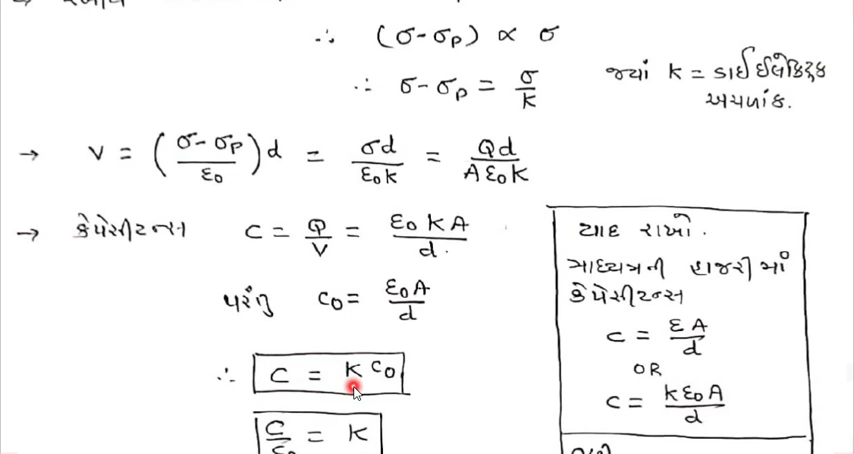 ∴ (σ-σp) ∝ σ
∴ σ-σp = σ/K જ્યાં K = ડાઈઈલેક્ટ્રિક અચળાંક.
→ V = ((σ-σp)/ε0)d = σd/ε0K = Qd/Aε0K
→ કેપેસીટન્સ C = Q/V = ε0KA/d.
પરંતુ C0 = ε0A/d
∴ C = KC0
C/C0 = K
યાદ રાખો.
માધ્યમની હાજરીમાં
કેપેસીટન્સ
C = εA/d
OR
C = Kε0A/d